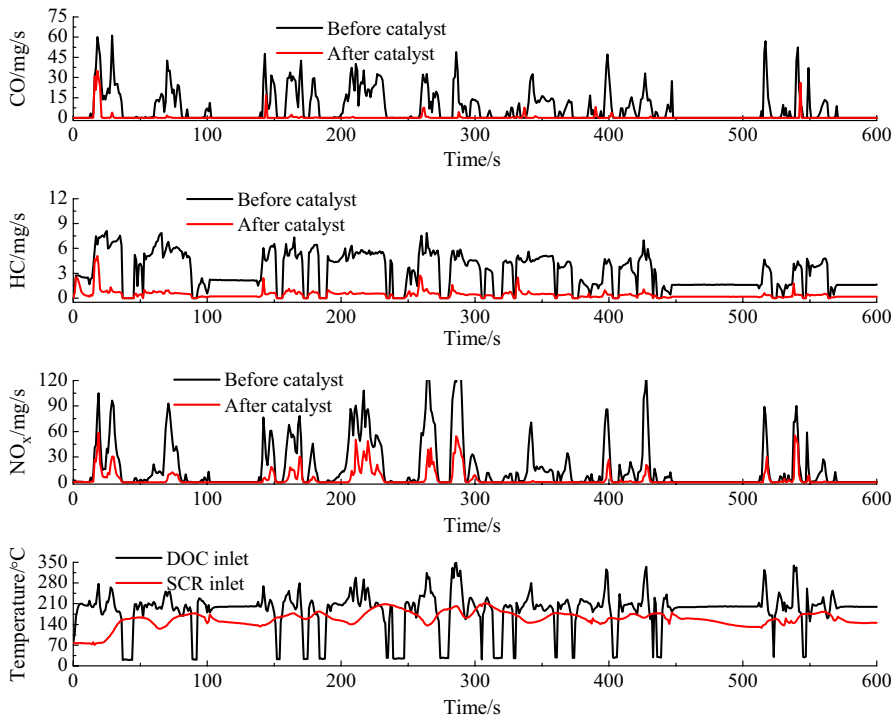 CO/mg/s
75
60
45
30
15
0
Before catalyst
After catalyst
0 100 200 300 400 500 600
Time/s
HC/mg/s
12
9
6
3
0
Before catalyst
After catalyst
0 100 200 300 400 500 600
Time/s
NOx/mg/s
120
90
60
30
0
Before catalyst
After catalyst
0 100 200 300 400 500 600
Time/s
Temperature/°C
350
280
210
140
70
0
DOC inlet
SCR inlet
0 100 200 300 400 500 600
Time/s